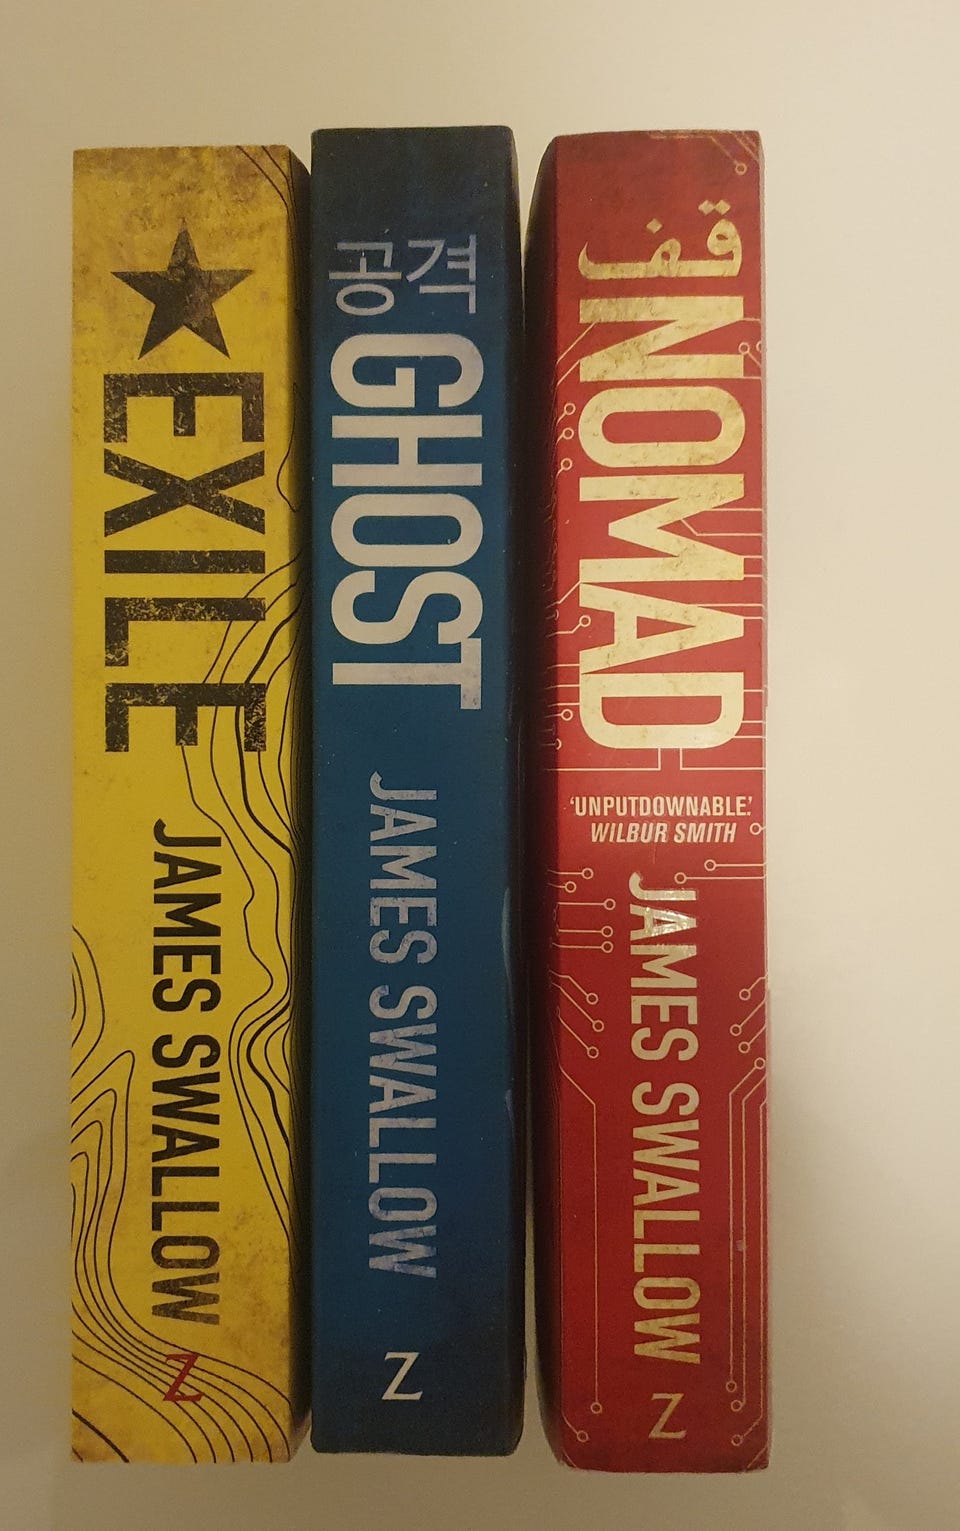 EXILE
JAMES SWALLOW
Z
공격
GHOST
JAMES SWALLOW
Z
قف
NOMAD
'UNPUTDOWNABLE.'
WILBUR SMITH
JAMES SWALLOW
Z